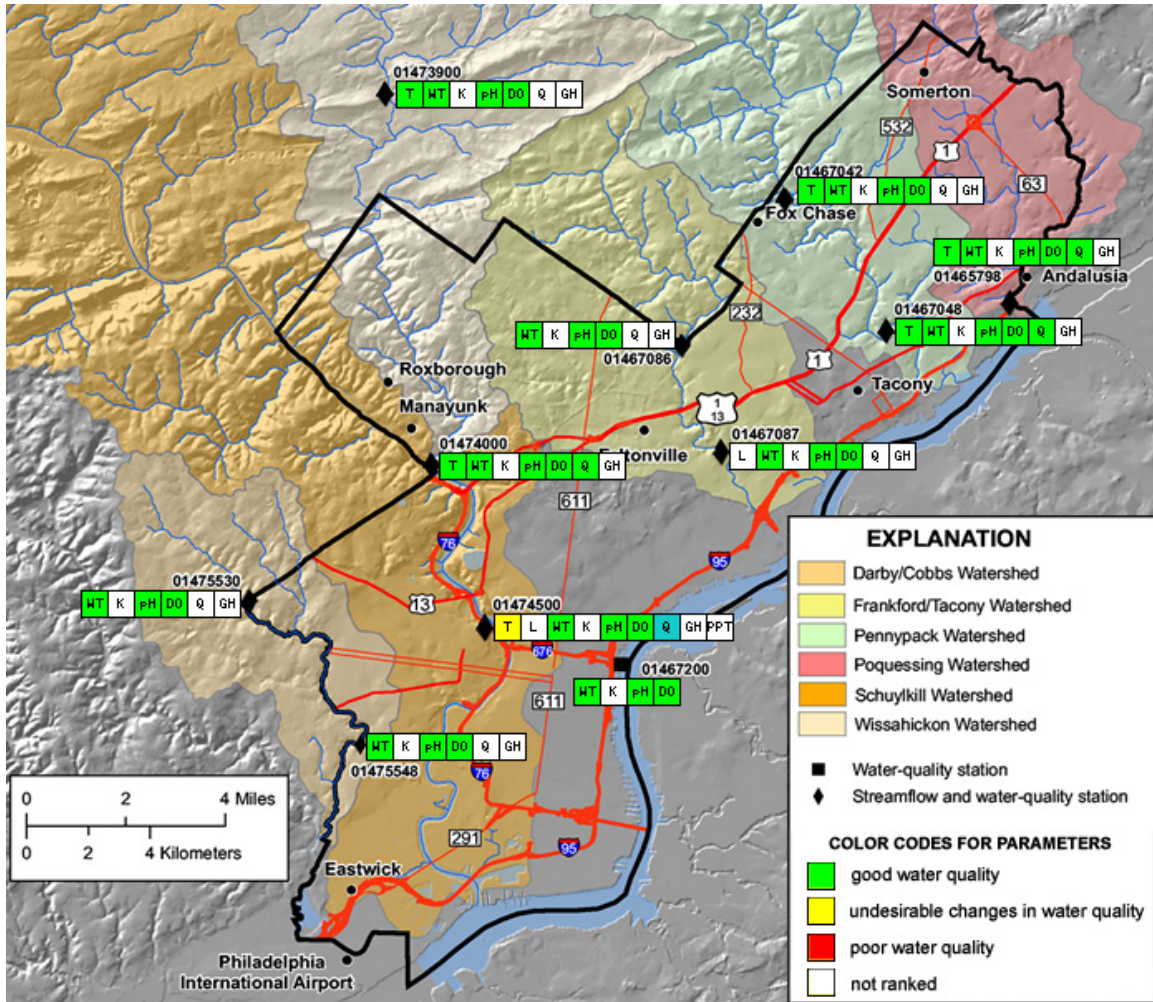 01473900
T WT K pH DO Q GH
Somerton
532
1
01467042
T WT K pH DO Q GH
Fox Chase
63
T WT K pH DO Q GH
01465798
Andalusia
01467048
T WT K pH DO Q GH
232
WT K pH DO Q GH
01467086
1
Roxborough
Tacony
Manayunk
1
13
01467087
L WT K pH DO Q GH
01474000
T WT K pH DO Q GH
ltonville
611
76
95
01475530
WT K pH DO Q GH
13
01474500
T L WT K pH DO Q GH PPT
676
01467200
WT K pH DO
611
WT K pH DO Q GH
01475548
76
291
95
Eastwick
Philadelphia
International Airport
0 2 4 Miles
0 2 4 Kilometers
EXPLANATION
Darby/Cobbs Watershed
Frankford/Tacony Watershed
Pennypack Watershed
Poquessing Watershed
Schuylkill Watershed
Wissahickon Watershed
Water-quality station
Streamflow and water-quality station
COLOR CODES FOR PARAMETERS
good water quality
undesirable changes in water quality
poor water quality
not ranked